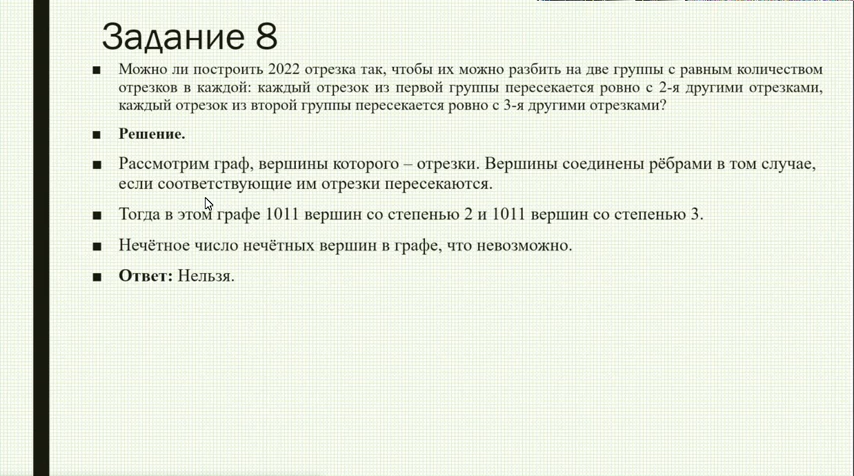 Задание 8
Можно ли построить 2022 отрезка так, чтобы их можно разбить на две группы с равным количеством
отрезков в каждой: каждый отрезок из первой группы пересекается ровно с 2-я другими отрезками,
каждый отрезок из второй группы пересекается ровно с 3-я другими отрезками?
Решение.
Рассмотрим граф, вершины которого – отрезки. Вершины соединены рёбрами в том случае,
если соответствующие им отрезки пересекаются.
Тогда в этом графе 1011 вершин со степенью 2 и 1011 вершин со степенью 3.
Нечётное число нечётных вершин в графе, что невозможно.
Ответ: Нельзя.